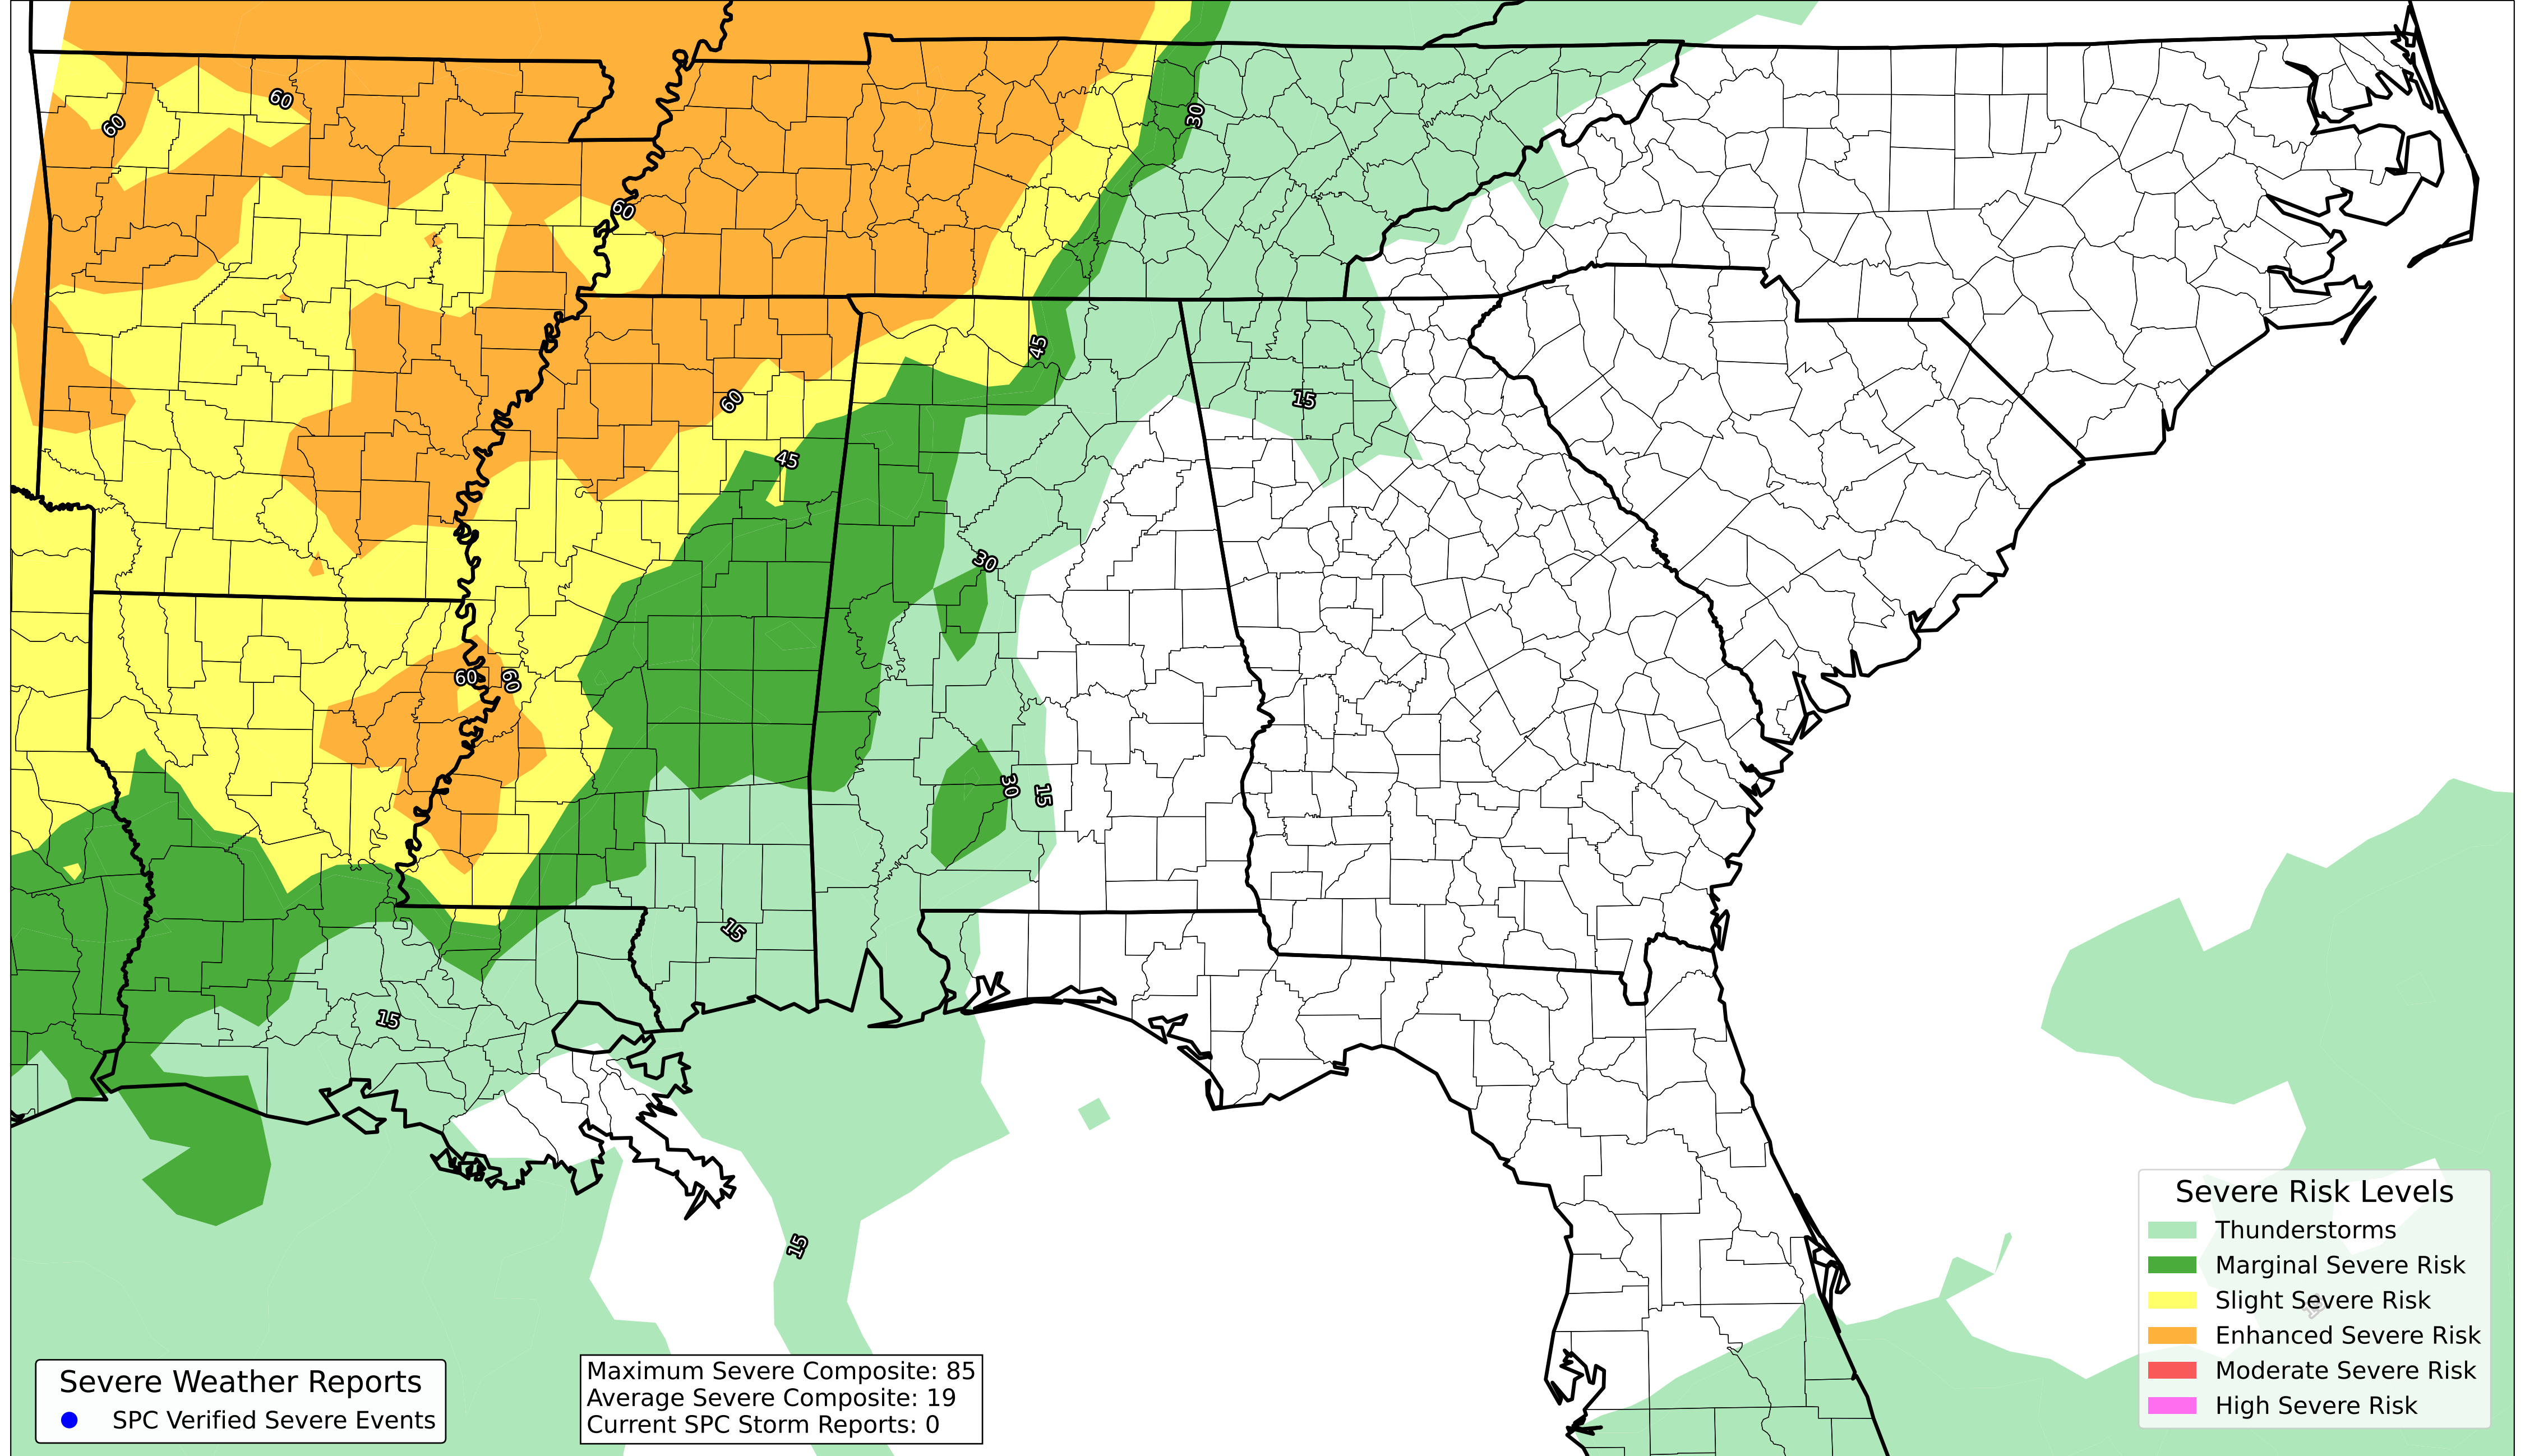 60
60
30
60
45
60
15
45
30
60
60
30
15
15
15
15
Severe Risk Levels
Thunderstorms
Marginal Severe Risk
Slight Severe Risk
Enhanced Severe Risk
Moderate Severe Risk
High Severe Risk
Severe Weather Reports
SPC Verified Severe Events
Maximum Severe Composite: 85
Average Severe Composite: 19
Current SPC Storm Reports: 0